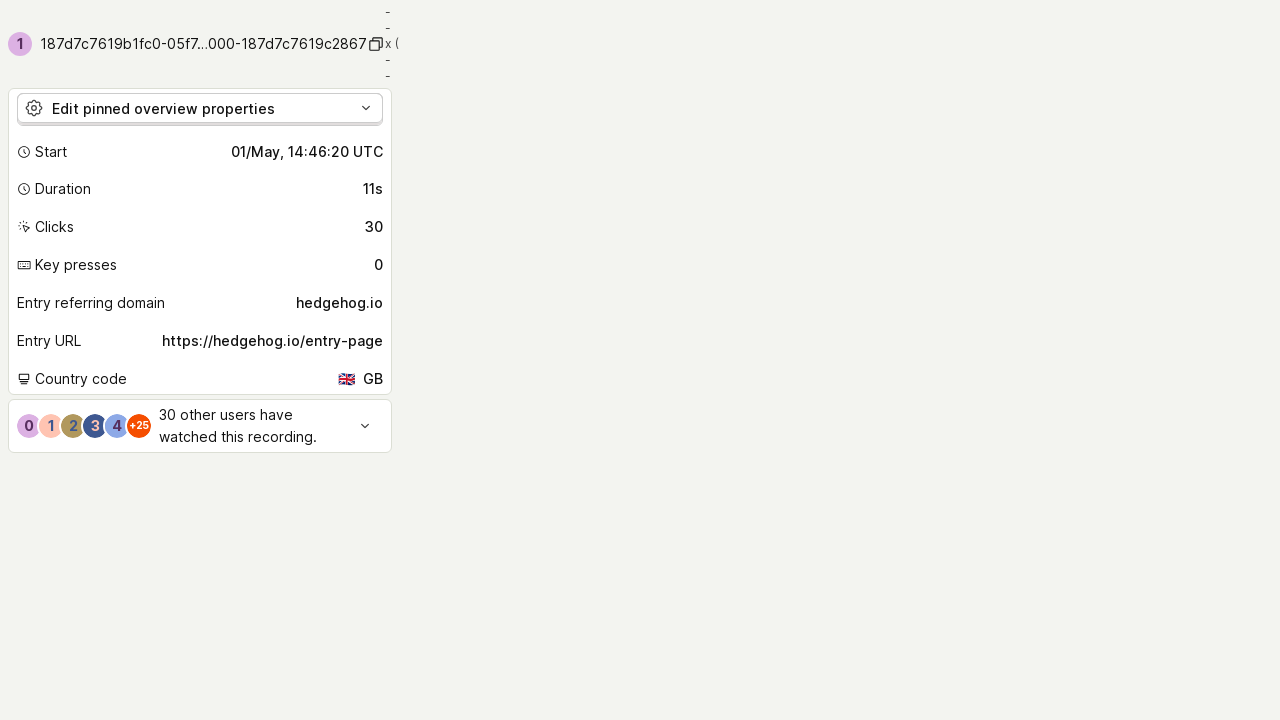 --
1 187d7c7619b1fc0-05f7…000-187d7c7619c2867 x (
--
Edit pinned overview properties
Start 01/May, 14:46:20 UTC
Duration 11s
Clicks 30
Key presses 0
Entry referring domain hedgehog.io
Entry URL https://hedgehog.io/entry-page
Country code 🇬🇧 GB
0 1 2 3 4 +25 30 other users have
watched this recording.